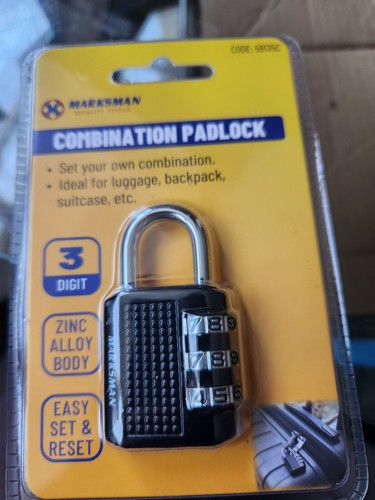 CODE: 59135C
MARKSMAN
QUALITY TOOLS
COMBINATION PADLOCK
• Set your own combination.
• Ideal for luggage, backpack,
suitcase, etc.
3
DIGIT
ZINC
ALLOY
BODY
EASY
SET &
RESET
MARKSMAN
7 8 9
7 8 9
4 5 6